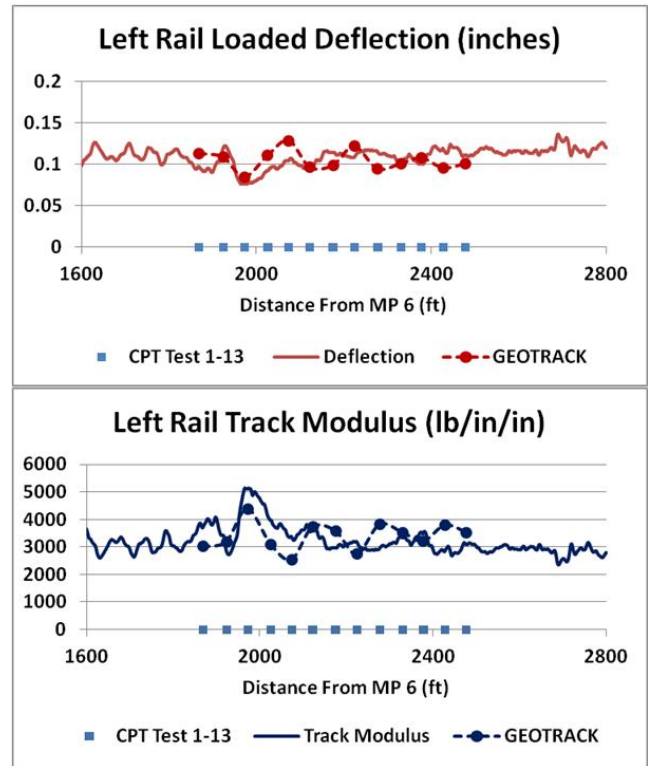 Left Rail Loaded Deflection (inches)
0.2
0.15
0.1
0.05
0
1600 2000 2400 2800
Distance From MP 6 (ft)
CPT Test 1-13 Deflection GEOTRACK
Left Rail Track Modulus (lb/in/in)
6000
5000
4000
3000
2000
1000
0
1600 2000 2400 2800
Distance From MP 6 (ft)
CPT Test 1-13 Track Modulus GEOTRACK